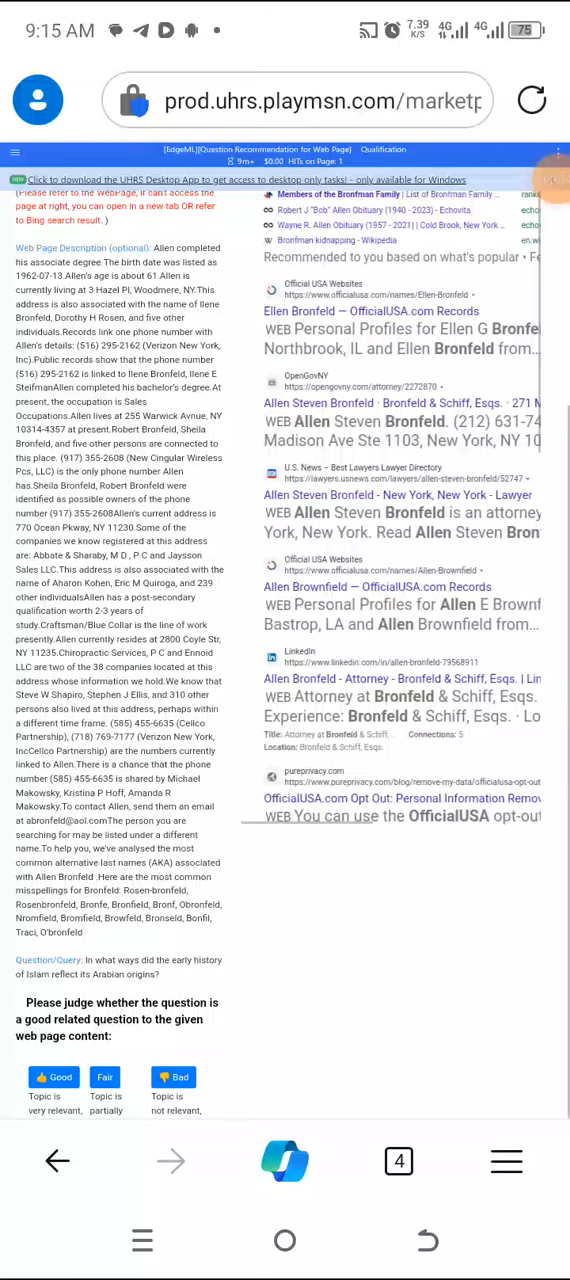 9:15 AM
7.39
K/S
4G
4G
75
prod.uhrs.playmsn.com/marketp
[EdgeML][Question Recommendation for Web Page] Qualification
9m+ $0.00 HITs on Page: 1
NEW Click to download the UHRS Desktop App to get access to desktop only tasks! - only available for Windows
(Please refer to the WebPage, if can't access the
page at right, you can open in a new tab OR refer
to Bing search result. )
Web Page Description (optional): Allen completed
his associate degree.The birth date was listed as
1962-07-13.Allen's age is about 61.Allen is
currently living at 3 Hazel Pl, Woodmere, NY.This
address is also associated with the name of Ilene
Bronfeld, Dorothy H Rosen, and five other
individuals.Records link one phone number with
Allen's details: (516) 295-2162 (Verizon New York,
Inc).Public records show that the phone number
(516) 295-2162 is linked to Ilene Bronfeld, Ilene E
SteifmanAllen completed his bachelor's degree.At
present, the occupation is Sales
Occupations.Allen lives at 255 Warwick Avnue, NY
10314-4357 at present.Robert Bronfeld, Sheila
Bronfeld, and five other persons are connected to
this place. (917) 355-2608 (New Cingular Wireless
Pcs, LLC) is the only phone number Allen
has.Sheila Bronfeld, Robert Bronfeld were
identified as possible owners of the phone
number (917) 355-2608Allen's current address is
770 Ocean Pkway, NY 11230.Some of the
companies we know registered at this address
are: Abbate & Sharaby, M D , P C and Jaysson
Sales LLC.This address is also associated with the
name of Aharon Kohen, Eric M Quiroga, and 239
other individualsAllen has a post-secondary
qualification worth 2-3 years of
study.Craftsman/Blue Collar is the line of work
presently.Allen currently resides at 2800 Coyle Str,
NY 11235.Chiropractic Services, P C and Ennoid
LLC are two of the 38 companies located at this
address whose information we hold.We know that
Steve W Shapiro, Stephen J Ellis, and 310 other
persons also lived at this address, perhaps within
a different time frame. (585) 455-6635 (Cellco
Partnership), (718) 769-7177 (Verizon New York,
IncCellco Partnership) are the numbers currently
linked to Allen.There is a chance that the phone
number (585) 455-6635 is shared by Michael
Makowsky, Kristina P Hoff, Amanda R
Makowsky.To contact Allen, send them an email
at abronfeld@aol.comThe person you are
searching for may be listed under a different
name.To help you, we've analysed the most
common alternative last names (AKA) associated
with Allen Bronfeld .Here are the most common
misspellings for Bronfeld: Rosen-bronfeld,
Rosenbronfeld, Bronfe, Bronfield, Bronf, Obronfeld,
Nromfield, Bromfield, Browfeld, Bronseld, Bonfil,
Traci, O'bronfeld
Question/Query: In what ways did the early history
of Islam reflect its Arabian origins?
Please judge whether the question is
a good related question to the given
web page content:
Good Fair Bad
Topic is Topic is Topic is
very relevant, partially not relevant,
Members of the Bronfman Family | List of Bronfman Family ... ranke
Robert J "Bob" Allen Obituary (1940 - 2023) - Echovita echo
Wayne R. Allen Obituary (1957 - 2021) | Cold Brook, New York ... echo
Bronfman kidnapping - Wikipedia en.w
Recommended to you based on what's popular • Fe
Official USA Websites
https://www.officialusa.com/names/Ellen-Bronfeld
Ellen Bronfeld — OfficialUSA.com Records
WEB Personal Profiles for Ellen G Bronfe
Northbrook, IL and Ellen Bronfeld from...
OpenGovNY
https://opengovny.com/attorney/2272870
Allen Steven Bronfeld · Bronfeld & Schiff, Esqs. · 271 M
WEB Allen Steven Bronfeld. (212) 631-74
Madison Ave Ste 1103, New York, NY 10
U.S. News – Best Lawyers Lawyer Directory
https://lawyers.usnews.com/lawyers/allen-steven-bronfeld/52747
Allen Steven Bronfeld - New York, New York - Lawyer
WEB Allen Steven Bronfeld is an attorney
York, New York. Read Allen Steven Bron
Official USA Websites
https://www.officialusa.com/names/Allen-Brownfield
Allen Brownfield — OfficialUSA.com Records
WEB Personal Profiles for Allen E Brownf
Bastrop, LA and Allen Brownfield from...
LinkedIn
https://www.linkedin.com/in/allen-bronfeld-79568911
Allen Bronfeld - Attorney - Bronfeld & Schiff, Esqs. | Lin
WEB Attorney at Bronfeld & Schiff, Esqs.
Experience: Bronfeld & Schiff, Esqs. · Lo
Title: Attorney at Bronfeld & Schiff,... Connections: 5
Location: Bronfeld & Schiff, Esqs.
pureprivacy.com
https://www.pureprivacy.com/blog/remove-my-data/officialusa-opt-out
OfficialUSA.com Opt Out: Personal Information Remov
WEB You can use the OfficialUSA opt-out
4